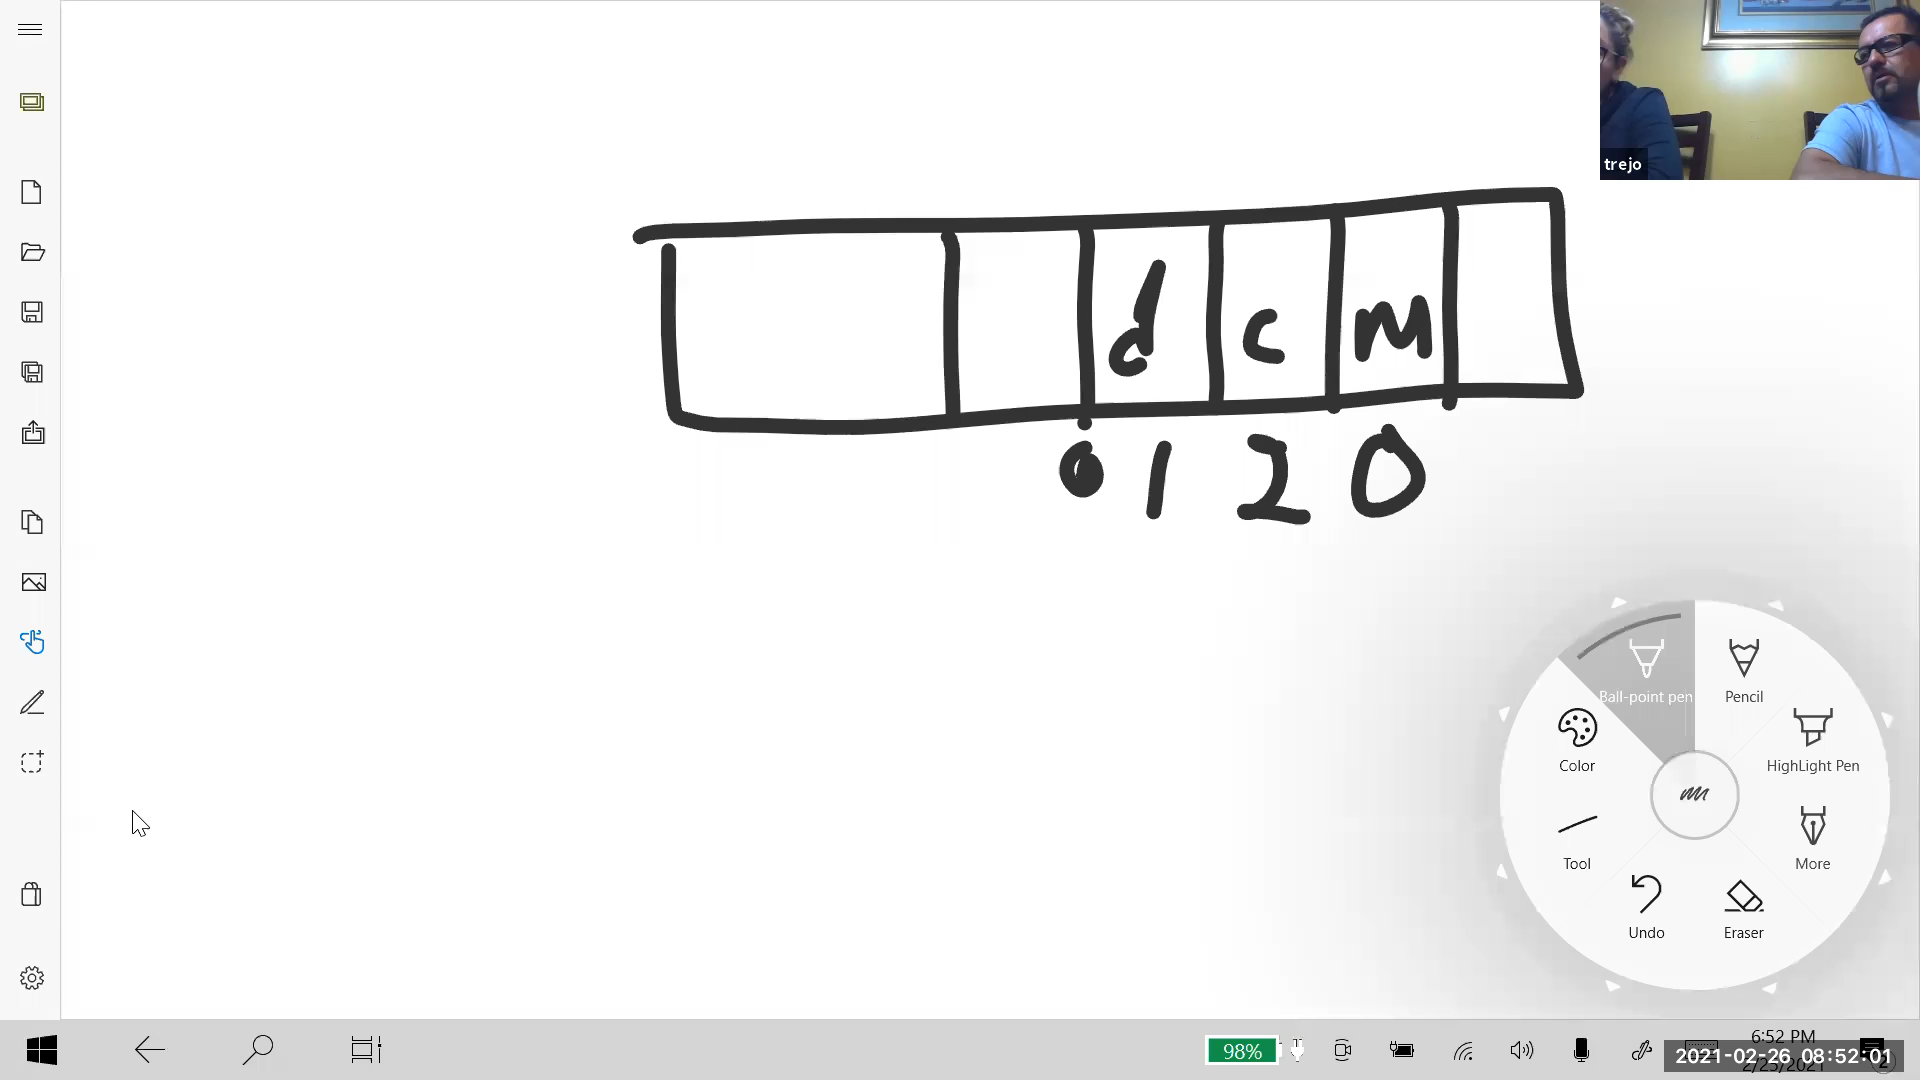 trejo
d c m
0 1 2 0
Ball-point pen
Pencil
Color
HighLight Pen
Tool
More
Undo
Eraser
98%
6:52 PM
2021-02-26 08:52:01